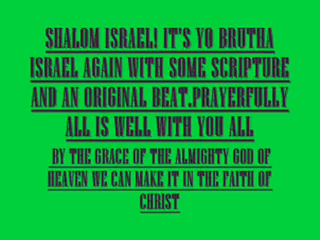 SHALOM ISRAEL! IT'S YO BRUTHA
ISRAEL AGAIN WITH SOME SCRIPTURE
AND AN ORIGINAL BEAT.PRAYERFULLY
ALL IS WELL WITH YOU ALL
BY THE GRACE OF THE ALMIGHTY GOD OF
HEAVEN WE CAN MAKE IT IN THE FAITH OF
CHRIST